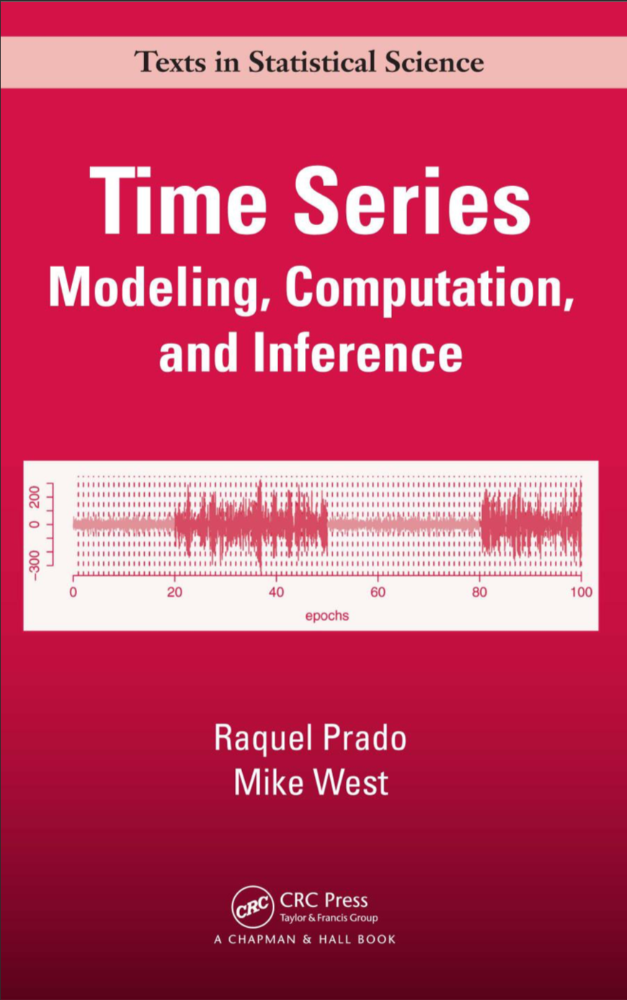 Texts in Statistical Science
Time Series
Modeling, Computation,
and Inference
200
0
−300
0 20 40 60 80 100
epochs
Raquel Prado
Mike West
CRC CRC Press
Taylor & Francis Group
A CHAPMAN & HALL BOOK